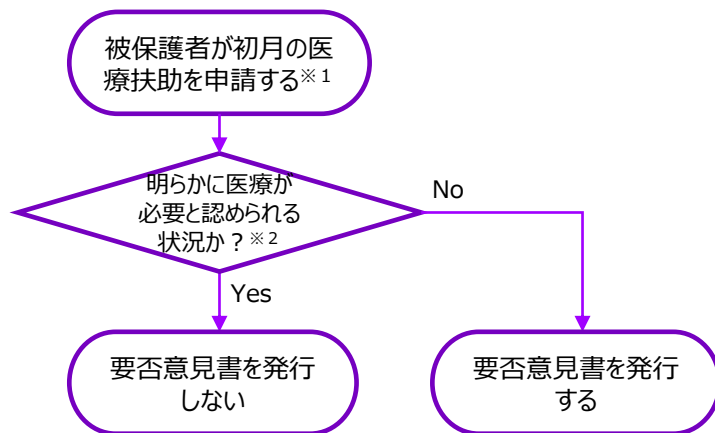 被保護者が初月の医
療扶助を申請する※1
明らかに医療が
必要と認められる
状況か？※2
No
Yes
要否意見書を発行
しない
要否意見書を発行
する